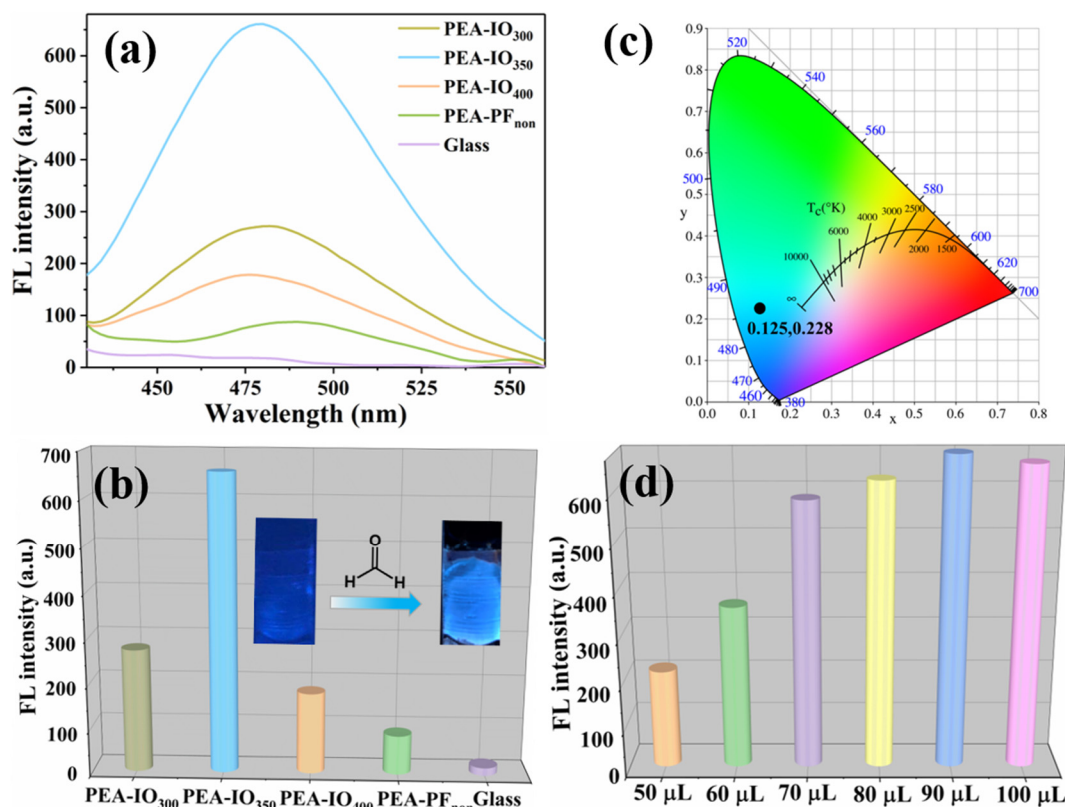 (a)
FL intensity (a.u.)
600
500
400
300
200
100
0
PEA-IO₃₀₀
PEA-IO₃₅₀
PEA-IO₄₀₀
PEA-PFₙₒₙ
Glass
450 475 500 525 550
Wavelength (nm)
(c)
0.9
0.8
0.7
0.6
0.5
y
0.4
0.3
0.2
0.1
0.0
0.0 0.1 0.2 0.3 0.4 0.5 0.6 0.7 0.8
x
520
540
560
500
580
T_C(°K)
4000 3000 2500
6000
2000 1500
600
10000
620
∞
490
700
0.125,0.228
480
470
460
380
(b)
FL intensity (a.u.)
700
600
500
400
300
200
100
0
O
H H
PEA-IO₃₀₀ PEA-IO₃₅₀ PEA-IO₄₀₀ PEA-PFₙₒₙ Glass
(d)
FL intensity (a.u.)
600
500
400
300
200
100
0
50 µL 60 µL 70 µL 80 µL 90 µL 100 µL